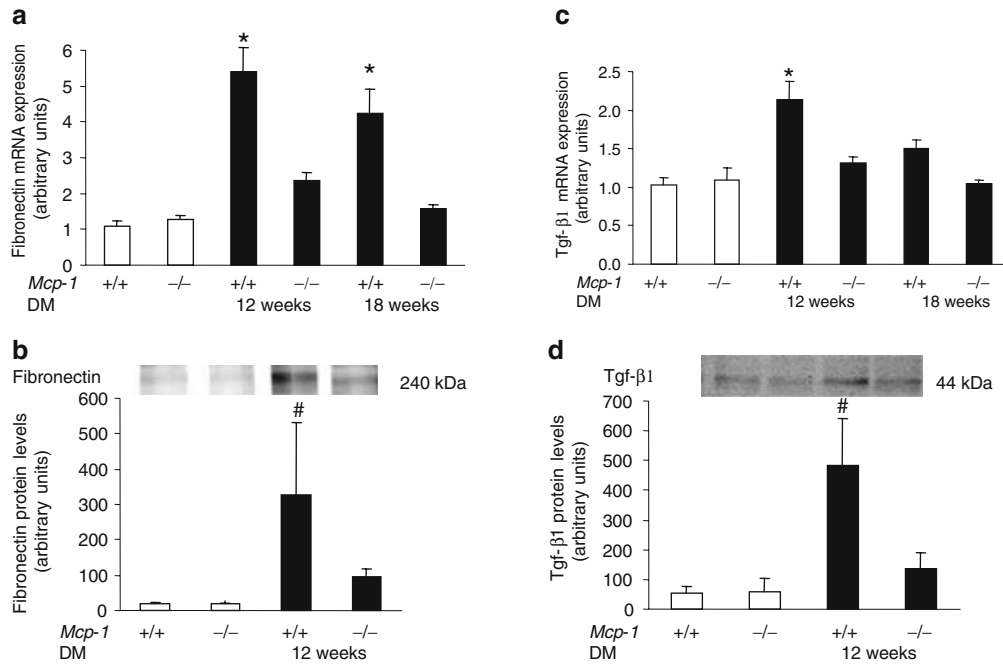 a
Fibronectin mRNA expression
(arbitrary units)
6
5
4
3
2
1
0
*
*
Mcp-1 +/+ −/− +/+ −/− +/+ −/−
DM 12 weeks 18 weeks
c
Tgf-β1 mRNA expression
(arbitrary units)
2.5
2.0
1.5
1.0
0.5
0.0
*
Mcp-1 +/+ −/− +/+ −/− +/+ −/−
DM 12 weeks 18 weeks
b
Fibronectin 240 kDa
Fibronectin protein levels
(arbitrary units)
600
500
400
300
200
100
0
#
Mcp-1 +/+ −/− +/+ −/−
DM 12 weeks
d
Tgf-β1 44 kDa
Tgf-β1 protein levels
(arbitrary units)
700
600
500
400
300
200
100
0
#
Mcp-1 +/+ −/− +/+ −/−
DM 12 weeks